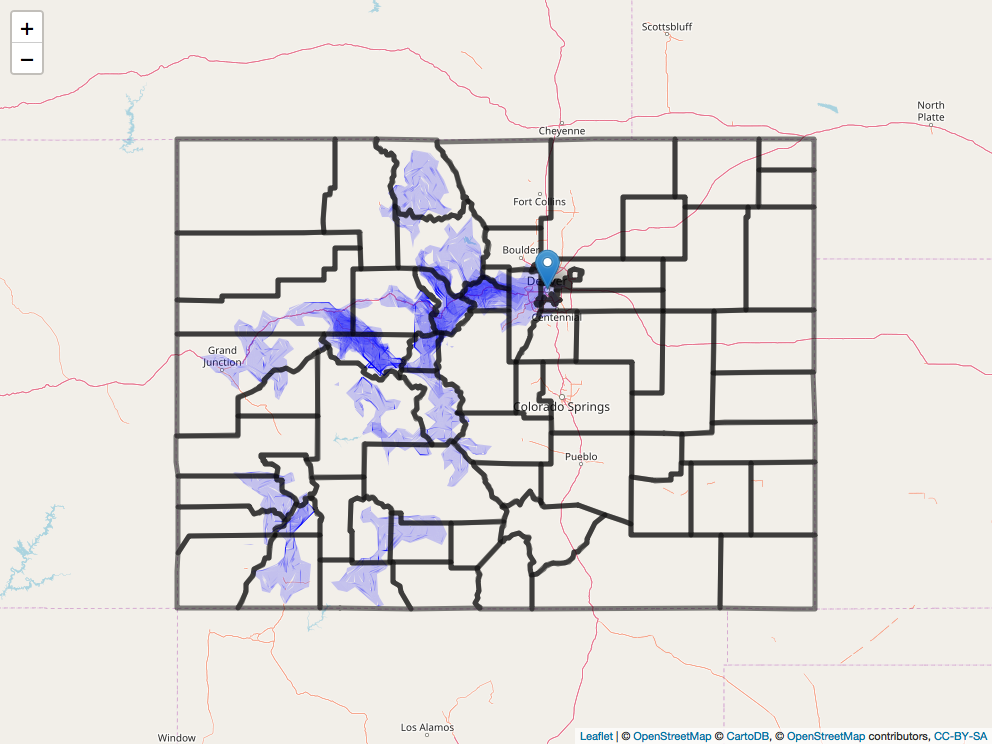 +
−
Scottsbluff
North
Platte
Cheyenne
Fort Collins
Boulder
Centennial
Grand
Junction
Colorado Springs
Pueblo
Los Alamos
Window
Leaflet | © OpenStreetMap © CartoDB, © OpenStreetMap contributors, CC-BY-SA